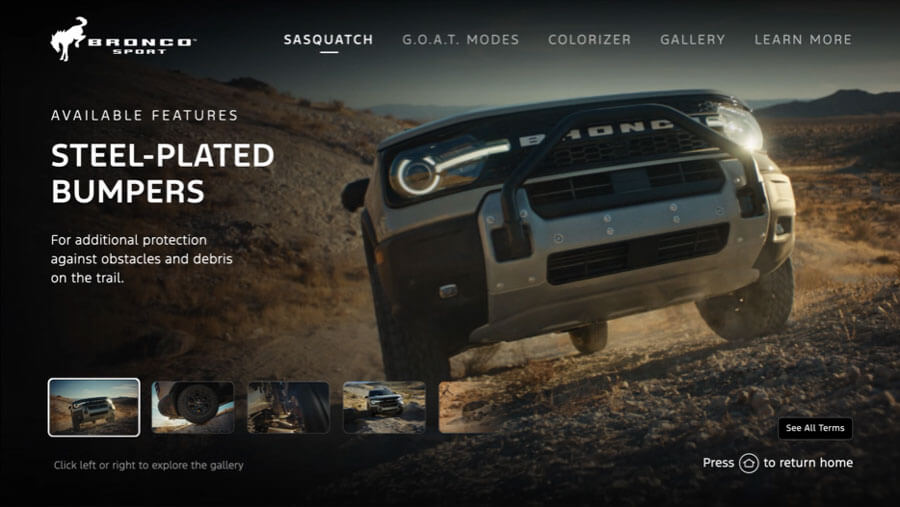 BRONCO
SPORT
SASQUATCH
G.O.A.T. MODES
COLORIZER
GALLERY
LEARN MORE
AVAILABLE FEATURES
STEEL-PLATED
BUMPERS
For additional protection
against obstacles and debris
on the trail.
BRONCO
See All Terms
Click left or right to explore the gallery
Press to return home